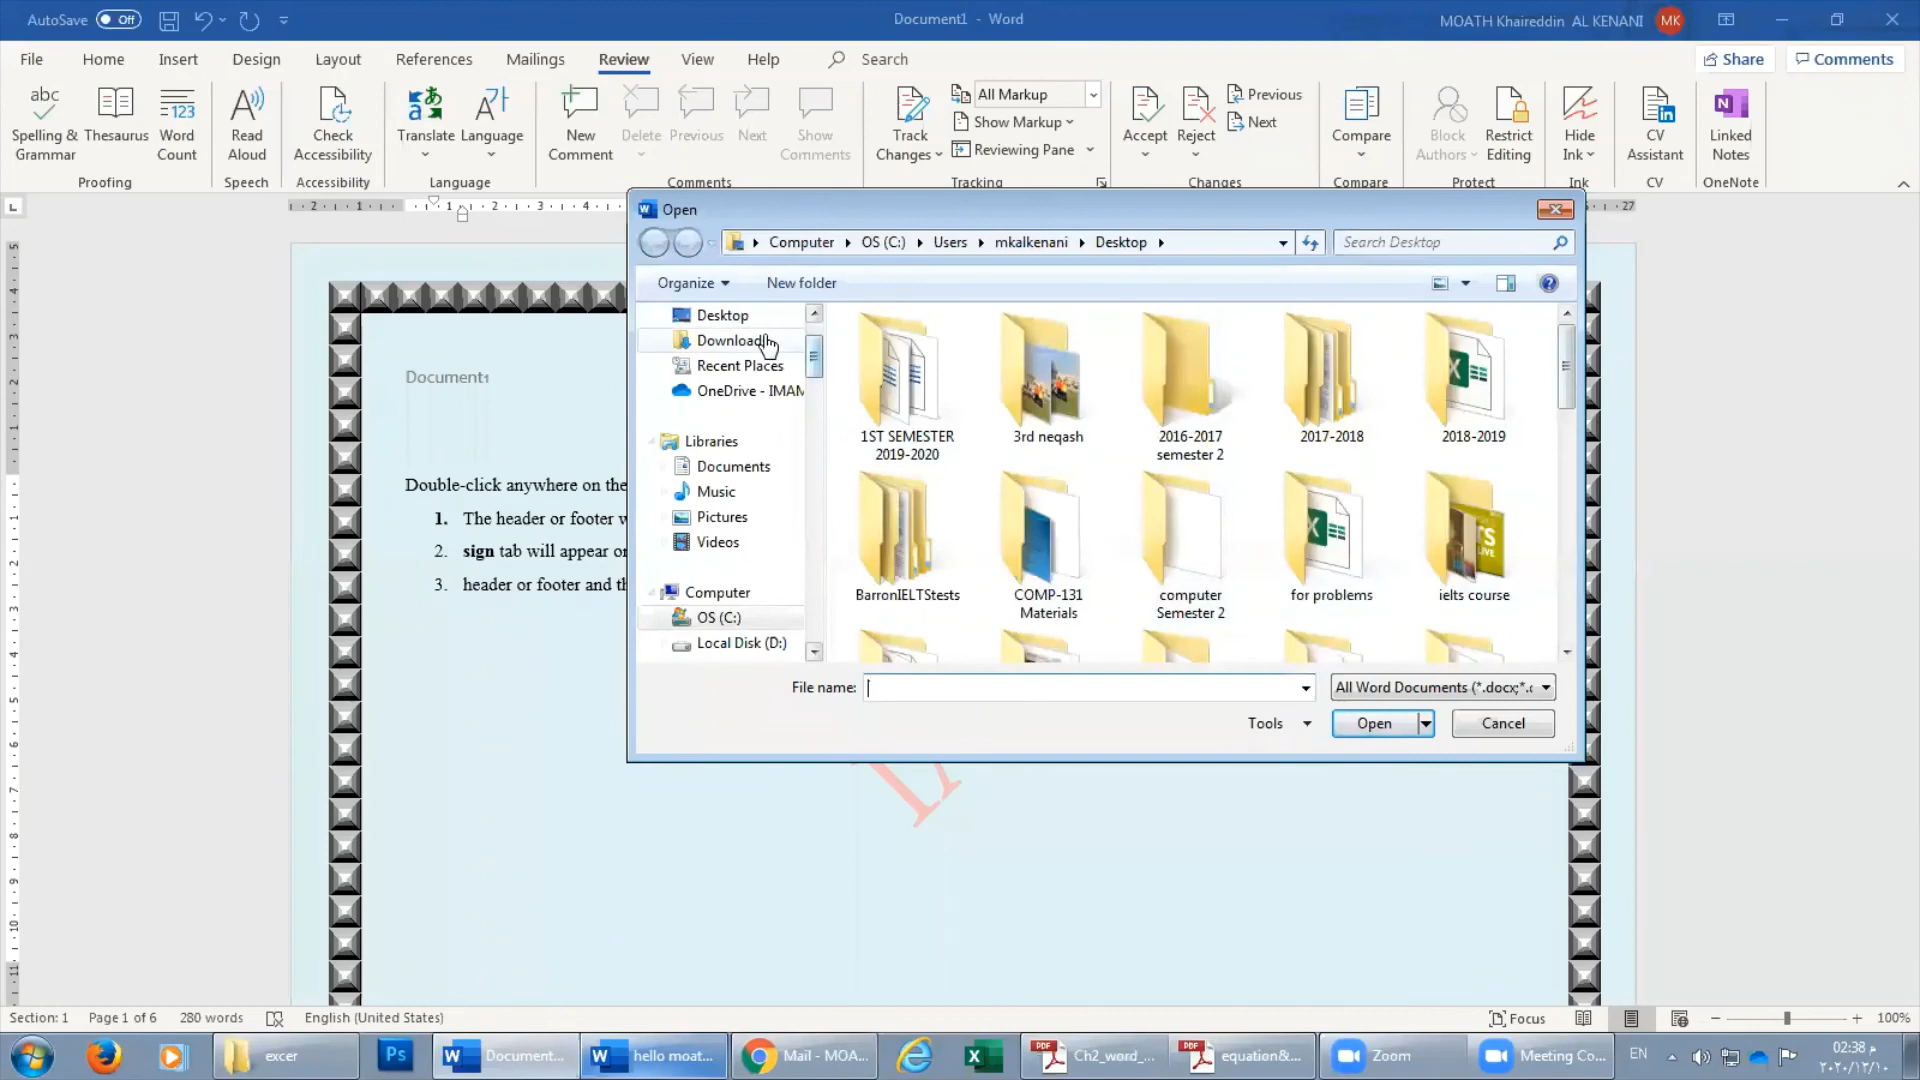 AutoSave Off
Document1 - Word
MOATH Khaireddin AL KENANI MK
File Home Insert Design Layout References Mailings Review View Help Search
Share Comments
Spelling & Grammar
Thesaurus
Word Count
Read Aloud
Check Accessibility
Translate
Language
New Comment
Delete
Previous
Next
Show Comments
Track Changes
All Markup
Show Markup
Reviewing Pane
Accept
Reject
Previous
Next
Compare
Block Authors
Restrict Editing
Hide Ink
CV Assistant
Linked Notes
Proofing Speech Accessibility Language Comments Tracking Changes Compare Protect Ink CV OneNote
Open
Computer OS (C:) Users mkalkenani Desktop
Search Desktop
Organize New folder
Desktop
Recent Places
OneDrive - IMAM
Libraries
Documents
Music
Pictures
Videos
Computer
OS (C:)
Local Disk (D:)
1ST SEMESTER 2019-2020
3rd neqash
2016-2017 semester 2
2017-2018
2018-2019
BarronIELTStests
COMP-131 Materials
computer Semester 2
for problems
ielts course
File name:
All Word Documents (*.docx;*.c
Tools Open Cancel
Document1
Double-click anywhere on the
1. The header or footer w
2. sign tab will appear or
3. header or footer and th
Section: 1 Page 1 of 6 280 words English (United States)
Focus 100%
excer
Ps
Document...
hello moat...
Mail - MOA...
Ch2_word_...
equation&...
Zoom
Meeting Co...
EN
02:38 م
٢٠٢٠/١٢/١٠